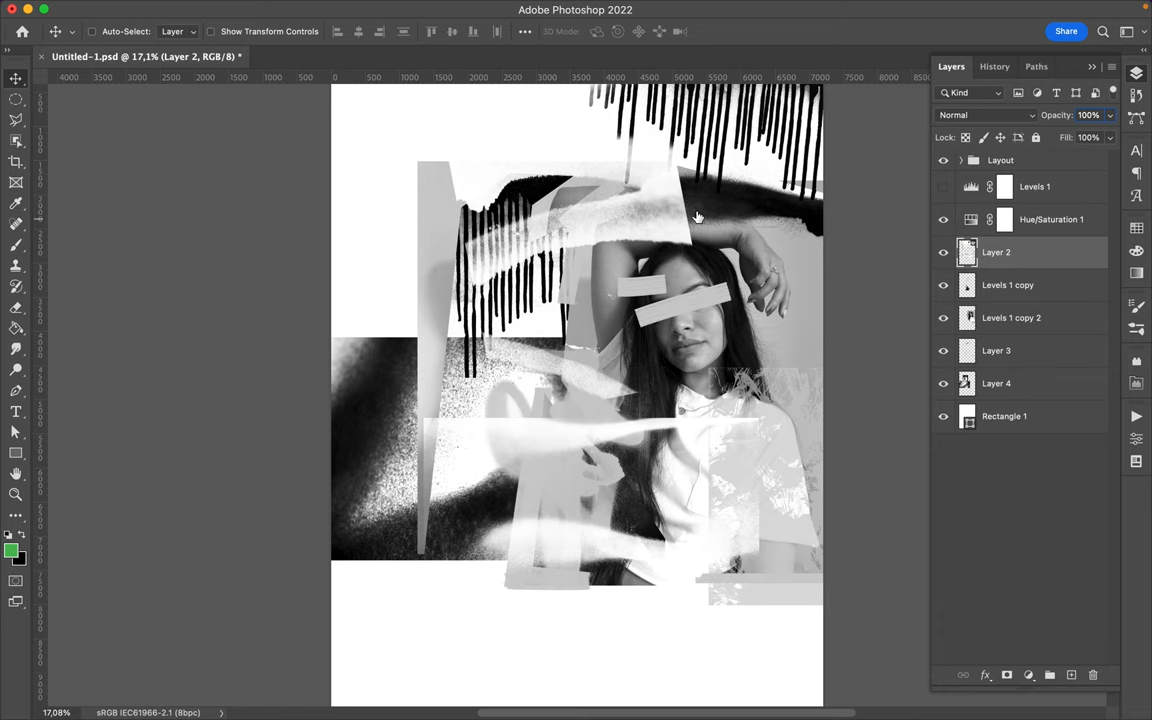 Adobe Photoshop 2022
Auto-Select: Layer Show Transform Controls 3D Mode: Share
Untitled-1.psd @ 17,1% (Layer 2, RGB/8) *
Layers History Paths
4000 3500 3000 2500 2000 1500 1000 500 0 500 1000 1500 2000 2500 3000 3500 4000 4500 5000 5500 6000 6500 7000 7500 8000
Kind
Normal Opacity: 100%
Lock: Fill: 100%
Layout
Levels 1
Hue/Saturation 1
Layer 2
Levels 1 copy
Levels 1 copy 2
Layer 3
Layer 4
Rectangle 1
fx
17,08% sRGB IEC61966-2.1 (8bpc)